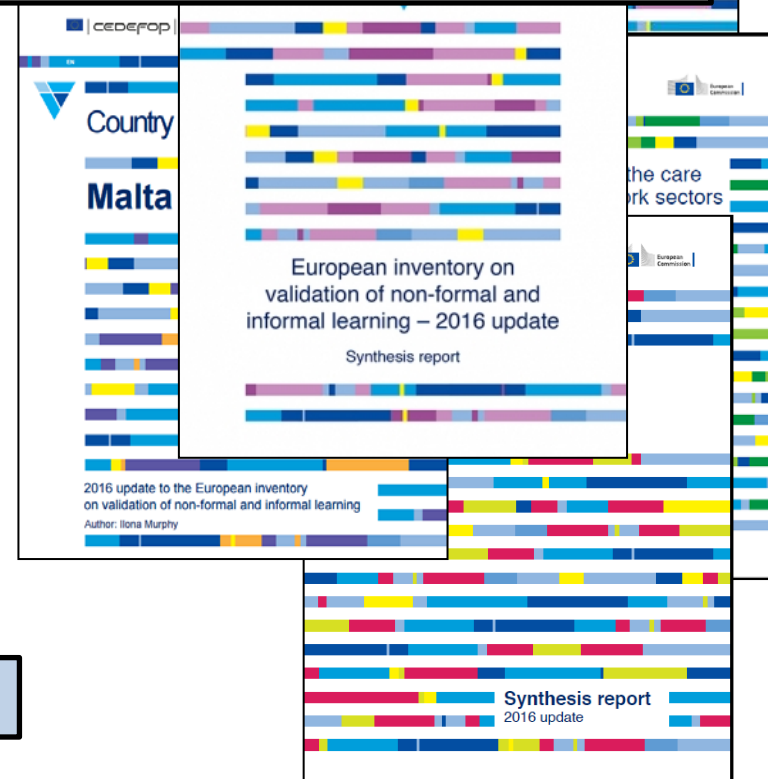 CEDEFOP
EN
Country
Malta
2016 update to the European inventory
on validation of non-formal and informal learning
Author: Ilona Murphy
European inventory on
validation of non-formal and
informal learning – 2016 update
Synthesis report
European
Commission
the care
rk sectors
European
Commission
Synthesis report
2016 update